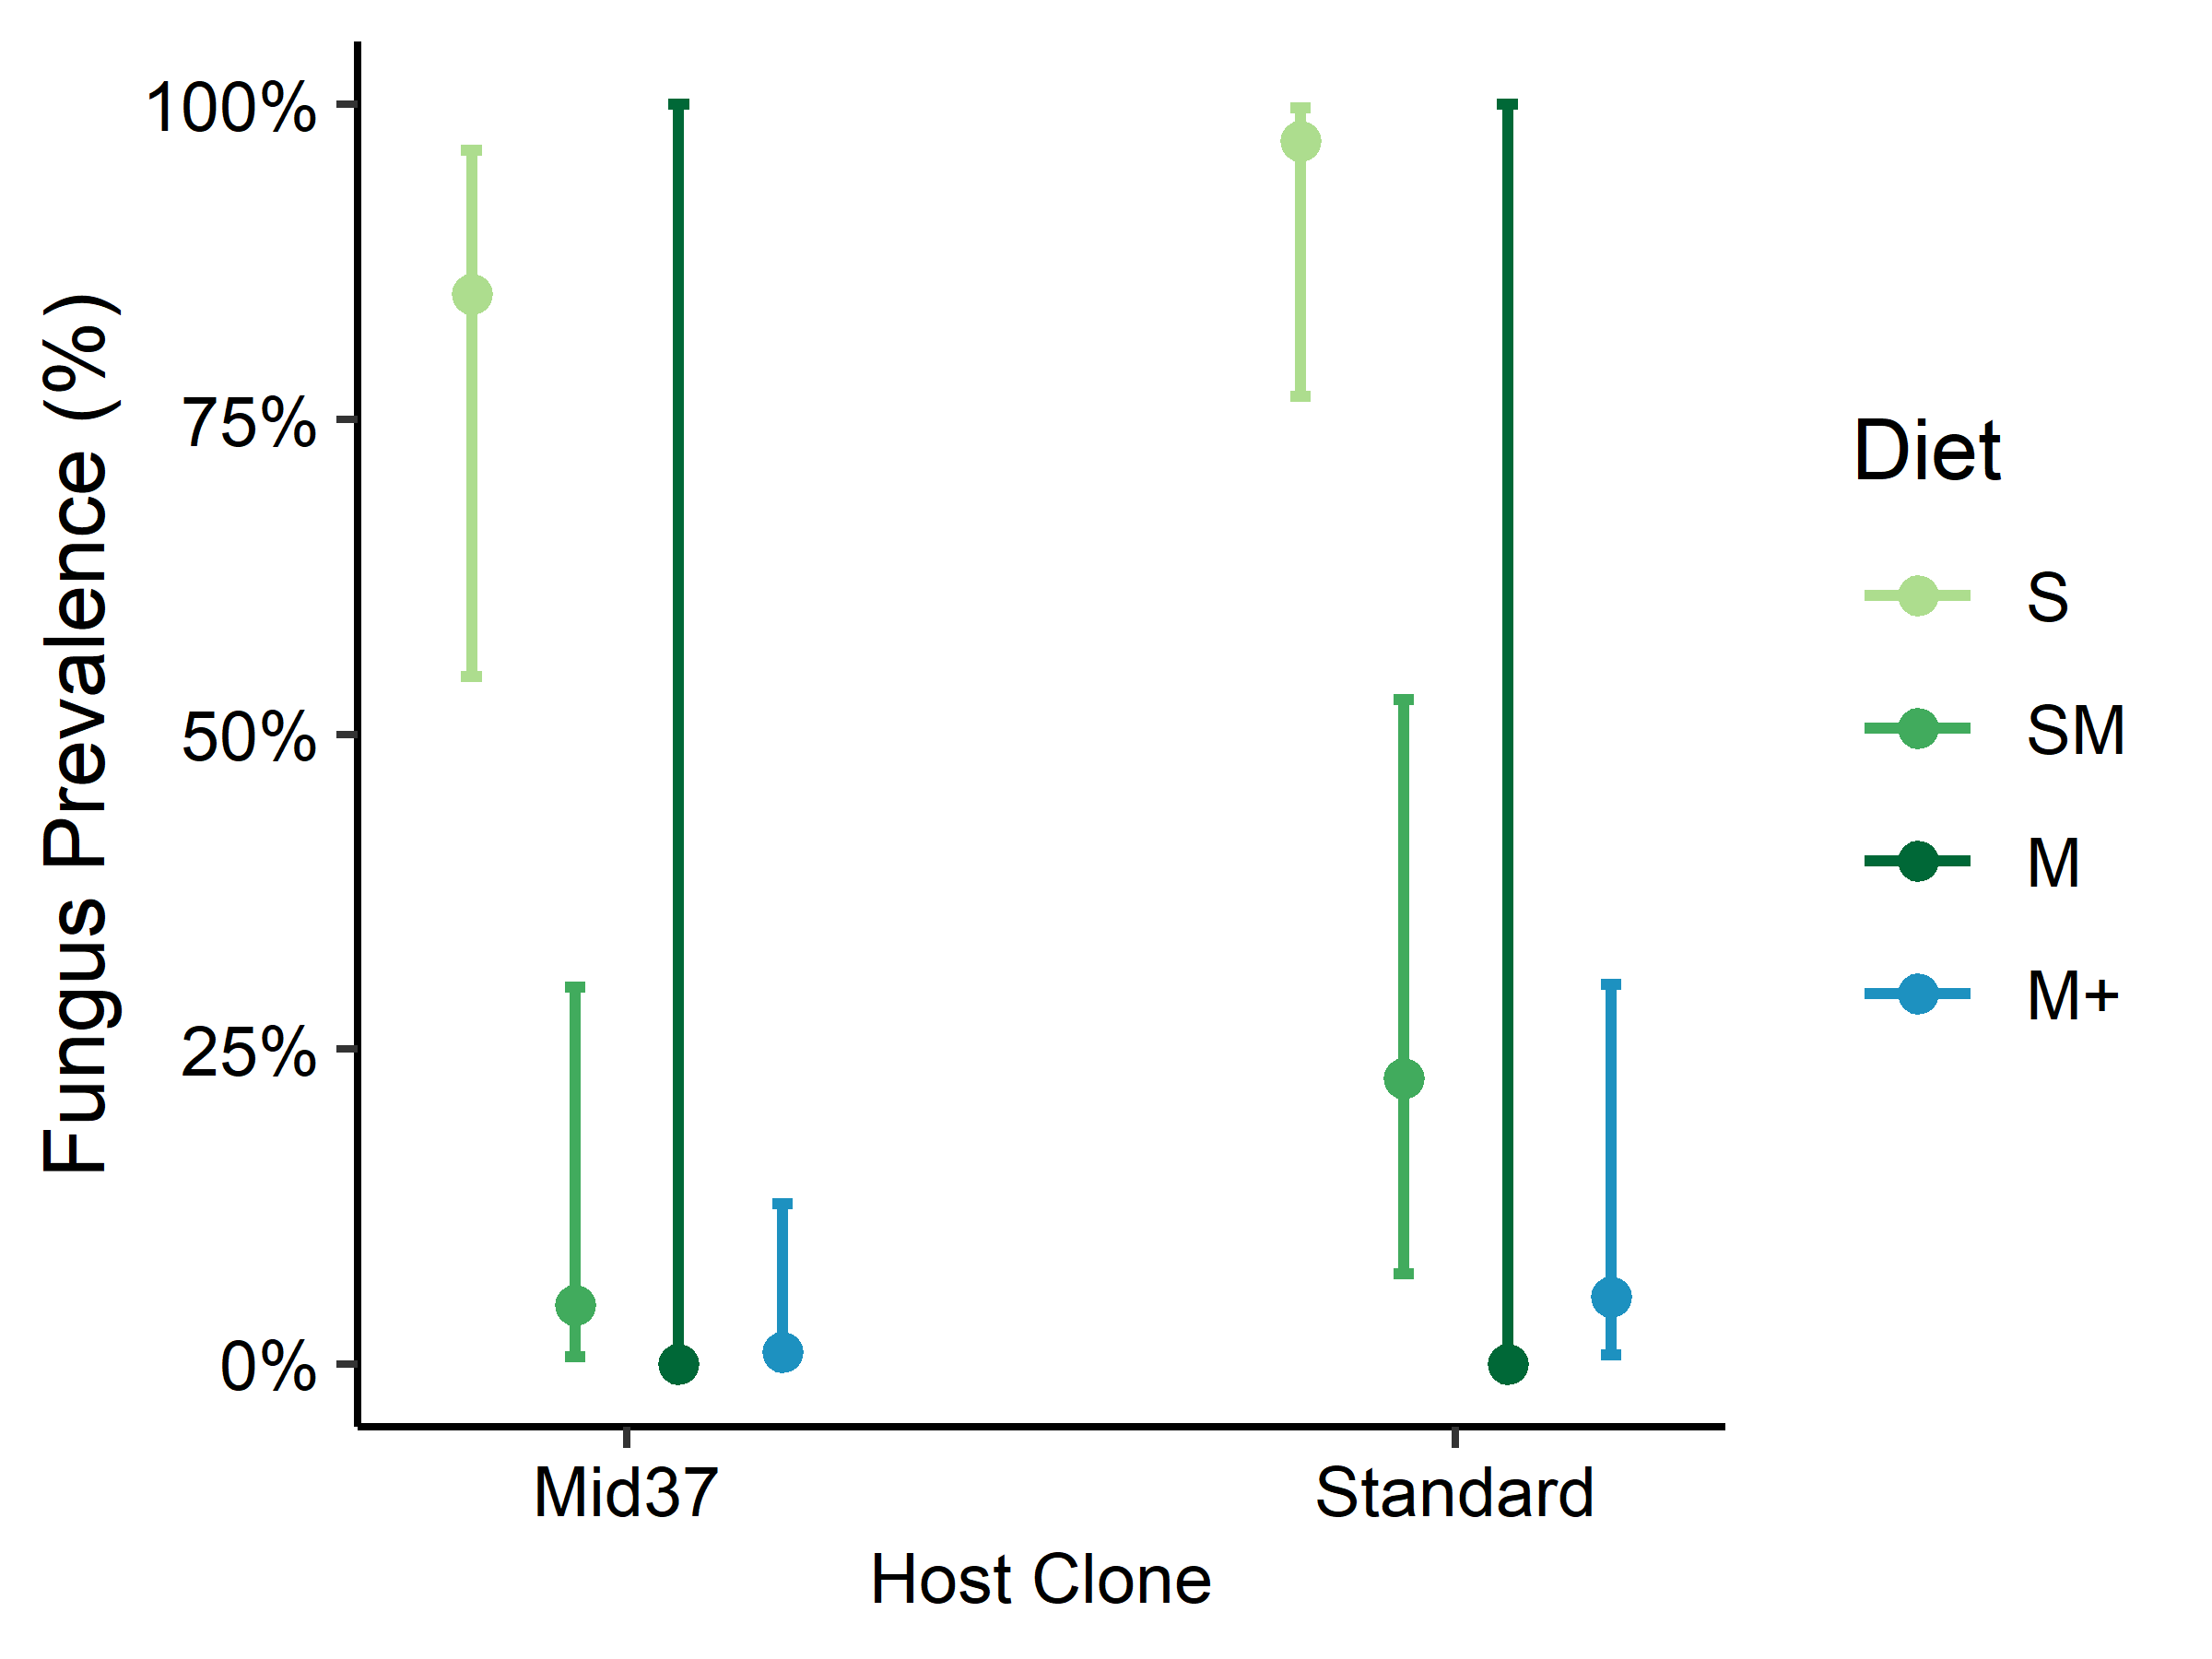 Fungus Prevalence (%)
100%
75%
50%
25%
0%
Mid37
Standard
Host Clone
Diet
S
SM
M
M+